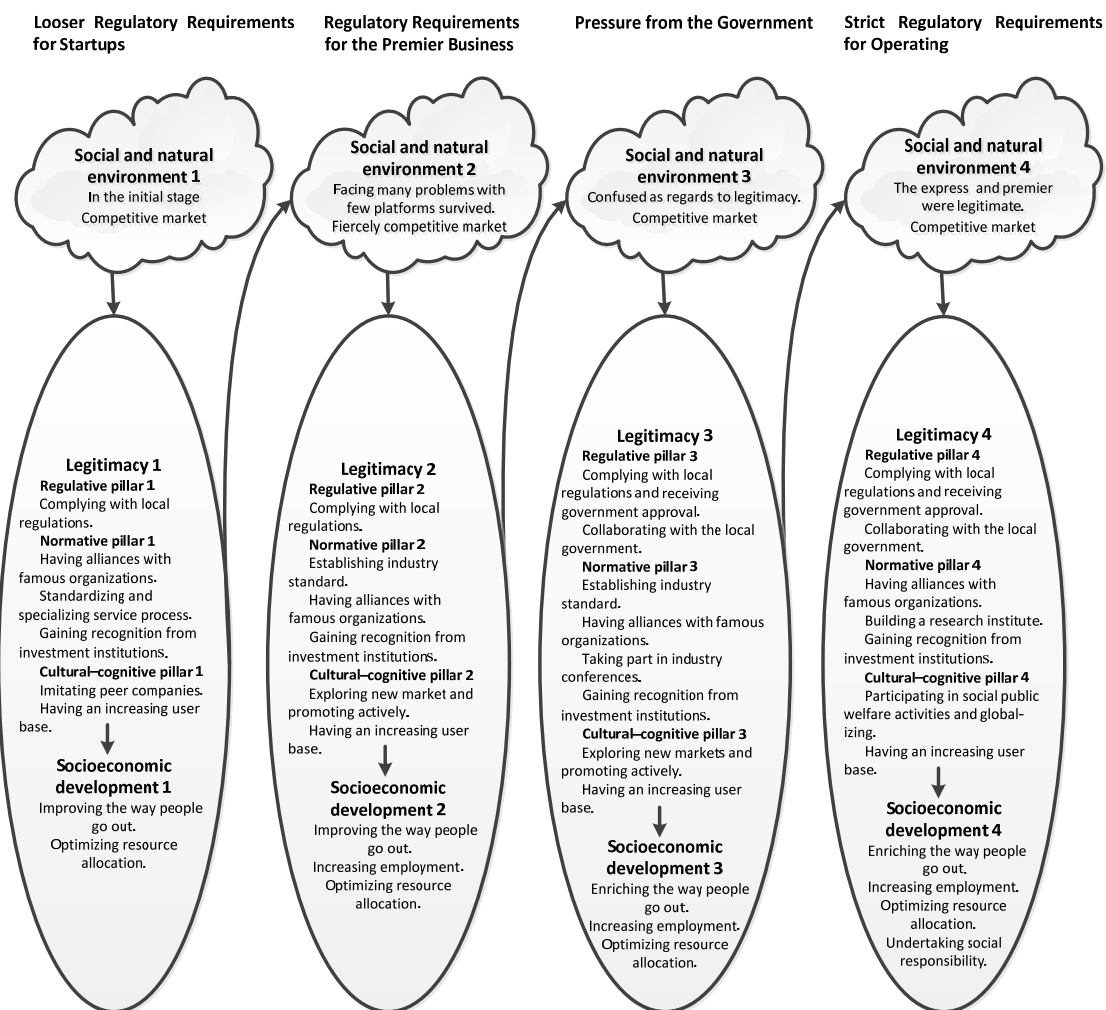 Looser Regulatory Requirements
for Startups
Social and natural
environment 1
In the initial stage
Competitive market
Legitimacy 1
Regulative pillar 1
Complying with local
regulations.
Normative pillar 1
Having alliances with
famous organizations.
Standardizing and
specializing service process.
Gaining recognition from
investment institutions.
Cultural–cognitive pillar 1
Imitating peer companies.
Having an increasing user
base.
Socioeconomic
development 1
Improving the way people
go out.
Optimizing resource
allocation.
Regulatory Requirements
for the Premier Business
Social and natural
environment 2
Facing many problems with
few platforms survived.
Fiercely competitive market
Legitimacy 2
Regulative pillar 2
Complying with local
regulations.
Normative pillar 2
Establishing industry
standard.
Having alliances with
famous organizations.
Gaining recognition from
investment institutions.
Cultural–cognitive pillar 2
Exploring new market and
promoting actively.
Having an increasing user
base.
Socioeconomic
development 2
Improving the way people
go out.
Increasing employment.
Optimizing resource
allocation.
Pressure from the Government
Social and natural
environment 3
Confused as regards to legitimacy.
Competitive market
Legitimacy 3
Regulative pillar 3
Complying with local
regulations and receiving
government approval.
Collaborating with the local
government.
Normative pillar 3
Establishing industry
standard.
Having alliances with famous
organizations.
Taking part in industry
conferences.
Gaining recognition from
investment institutions.
Cultural–cognitive pillar 3
Exploring new markets and
promoting actively.
Having an increasing user
base.
Socioeconomic
development 3
Enriching the way people
go out.
Increasing employment.
Optimizing resource
allocation.
Strict Regulatory Requirements
for Operating
Social and natural
environment 4
The express and premier
were legitimate.
Competitive market
Legitimacy 4
Regulative pillar 4
Complying with local
regulations and receiving
government approval.
Collaborating with the local
government.
Normative pillar 4
Having alliances with
famous organizations.
Building a research institute.
Gaining recognition from
investment institutions.
Cultural–cognitive pillar 4
Participating in social public
welfare activities and global-
izing.
Having an increasing user
base.
Socioeconomic
development 4
Enriching the way people
go out.
Increasing employment.
Optimizing resource
allocation.
Undertaking social
responsibility.